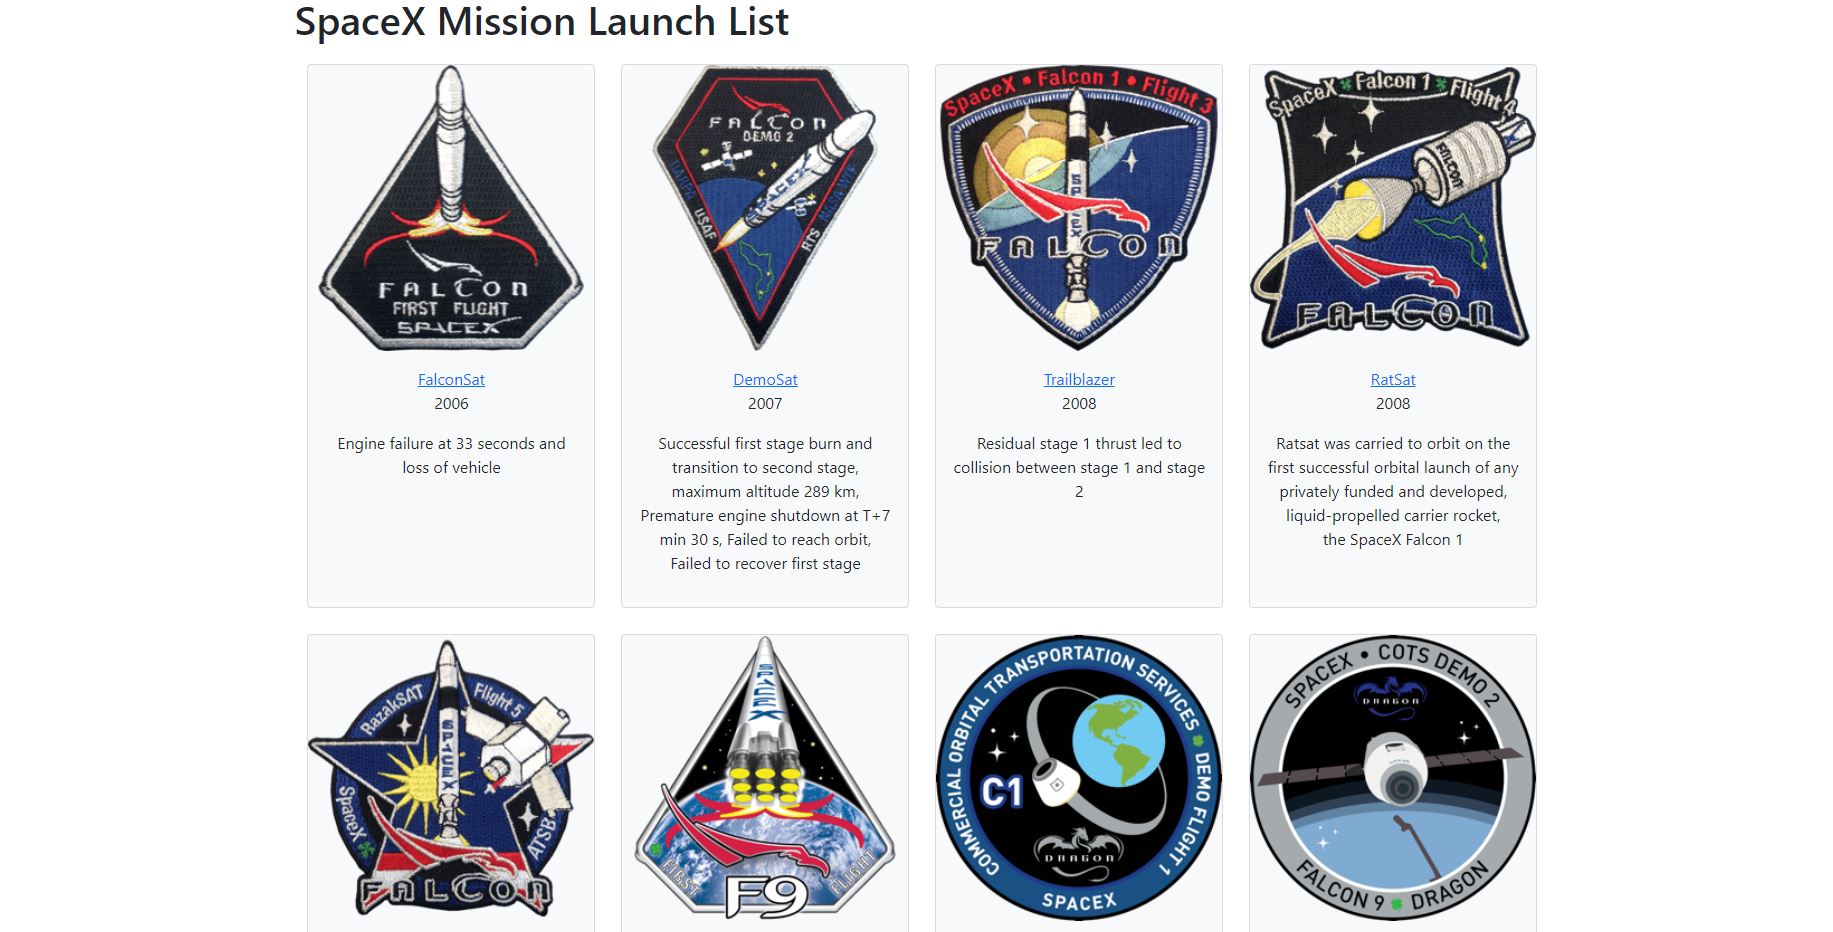 SpaceX Mission Launch List
FALCON
FIRST FLIGHT
SPACEX
FALCON
DEMO 2
SPACEX
DARPA
USAF
RTS
NASA WFF
SpaceX • Falcon 1 • Flight 3
SPACEX
FALCON
SpaceX Falcon 1 Flight 4
FALCON
FALCON
FalconSat
2006
Engine failure at 33 seconds and
loss of vehicle
DemoSat
2007
Successful first stage burn and
transition to second stage,
maximum altitude 289 km,
Premature engine shutdown at T+7
min 30 s, Failed to reach orbit,
Failed to recover first stage
Trailblazer
2008
Residual stage 1 thrust led to
collision between stage 1 and stage
2
RatSat
2008
Ratsat was carried to orbit on the
first successful orbital launch of any
privately funded and developed,
liquid-propelled carrier rocket,
the SpaceX Falcon 1
RazakSAT
Flight 5
SPACEX
SpaceX
ATSB
FALCON
SPACEX
FIRST FLIGHT
F9
COMMERCIAL ORBITAL TRANSPORTATION SERVICES
DEMO FLIGHT 1
C1
DRAGON
SPACEX
SPACEX • COTS DEMO 2
DRAGON
FALCON 9 DRAGON